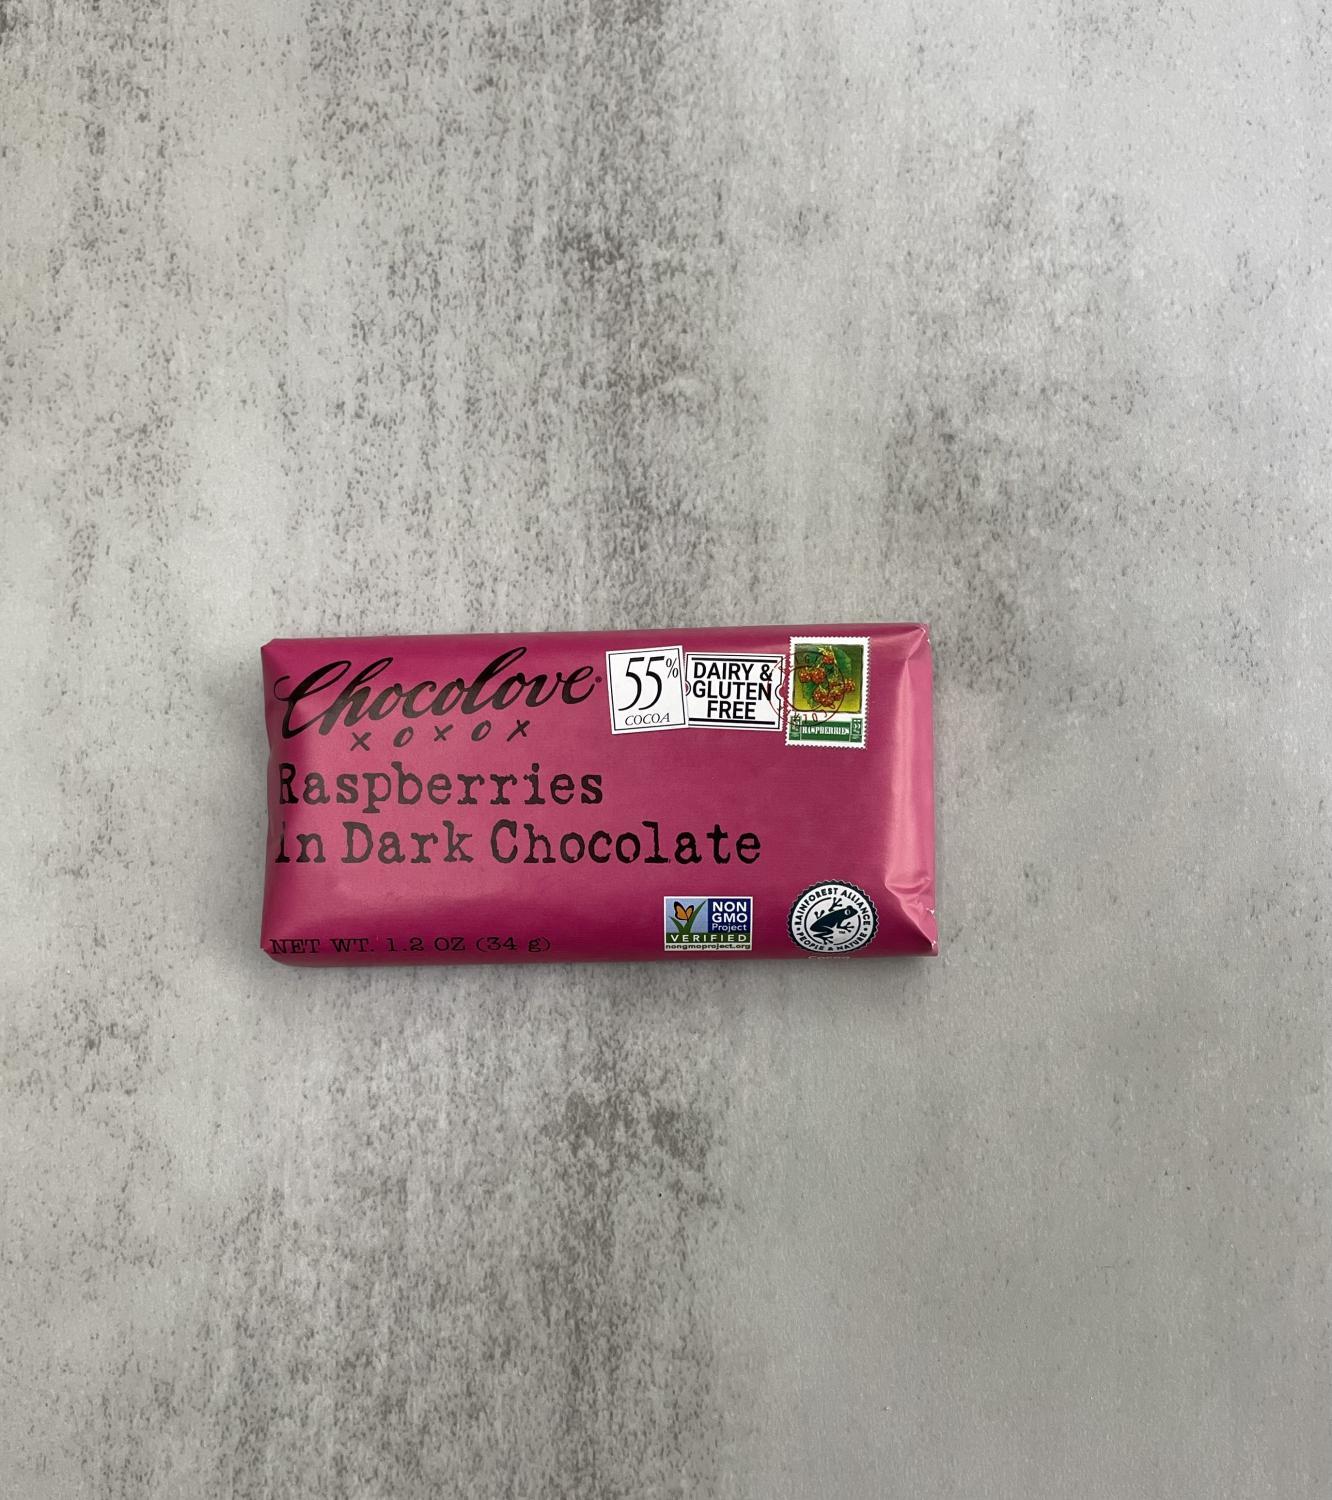 Chocolove
xoxox
55%
COCOA
DAIRY &
GLUTEN
FREE
RASPBERRIES
Raspberries
in Dark Chocolate
NET WT. 1.2 OZ (34 g)
NON
GMO
Project
VERIFIED
nongmoproject.org
RAINFOREST ALLIANCE
PEOPLE & NATURE